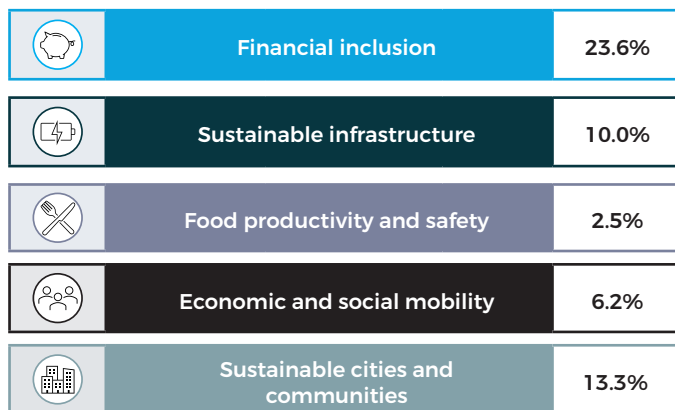 Financial inclusion 23.6%
Sustainable infrastructure 10.0%
Food productivity and safety 2.5%
Economic and social mobility 6.2%
Sustainable cities and
communities 13.3%